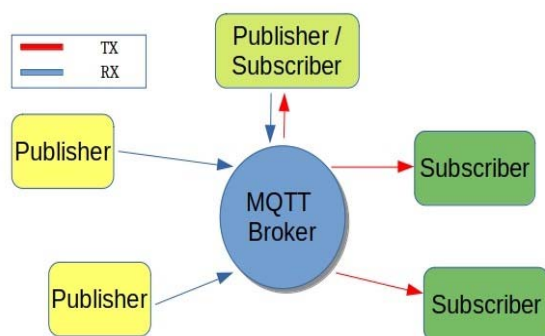 TX
RX
Publisher /
Subscriber
Publisher
Subscriber
MQTT
Broker
Publisher
Subscriber